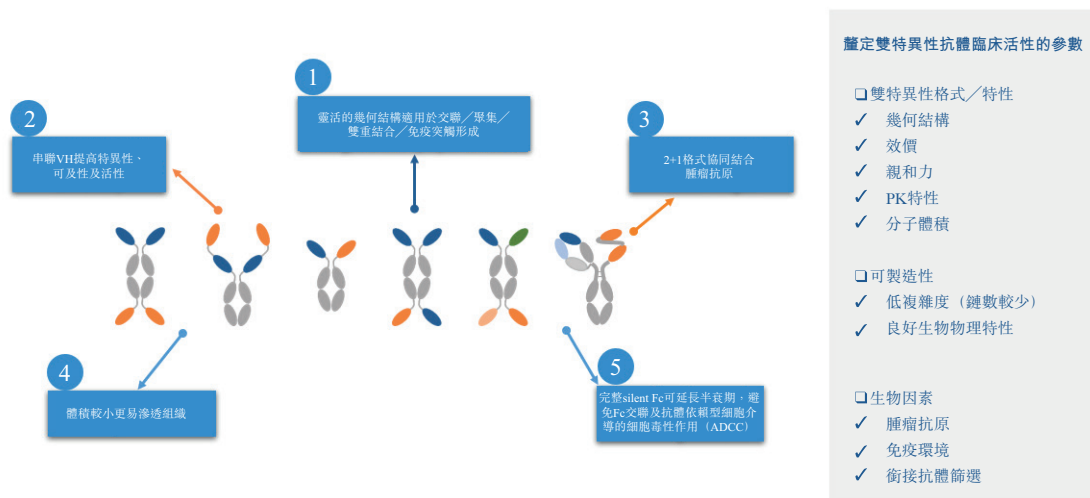 1
靈活的幾何結構適用於交聯／聚集／
雙重結合／免疫突觸形成
2
串聯VH提高特異性、
可及性及活性
3
2+1格式協同結合
腫瘤抗原
4
體積較小更易滲透組織
5
完整silent Fc可延長半衰期，避
免Fc交聯及抗體依賴型細胞介
導的細胞毒性作用（ADCC）
釐定雙特異性抗體臨床活性的參數
❑雙特異性格式／特性
✓ 幾何結構
✓ 效價
✓ 親和力
✓ PK特性
✓ 分子體積
❑可製造性
✓ 低複雜度（鏈數較少）
✓ 良好生物物理特性
❑生物因素
✓ 腫瘤抗原
✓ 免疫環境
✓ 銜接抗體篩選